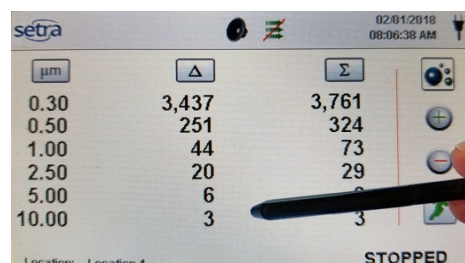 setra 02/01/2018
08:06:38 AM
µm Δ Σ
0.30 3,437 3,761
0.50 251 324
1.00 44 73
2.50 20 29
5.00 6
10.00 3 3
Location: Location 1 STOPPED